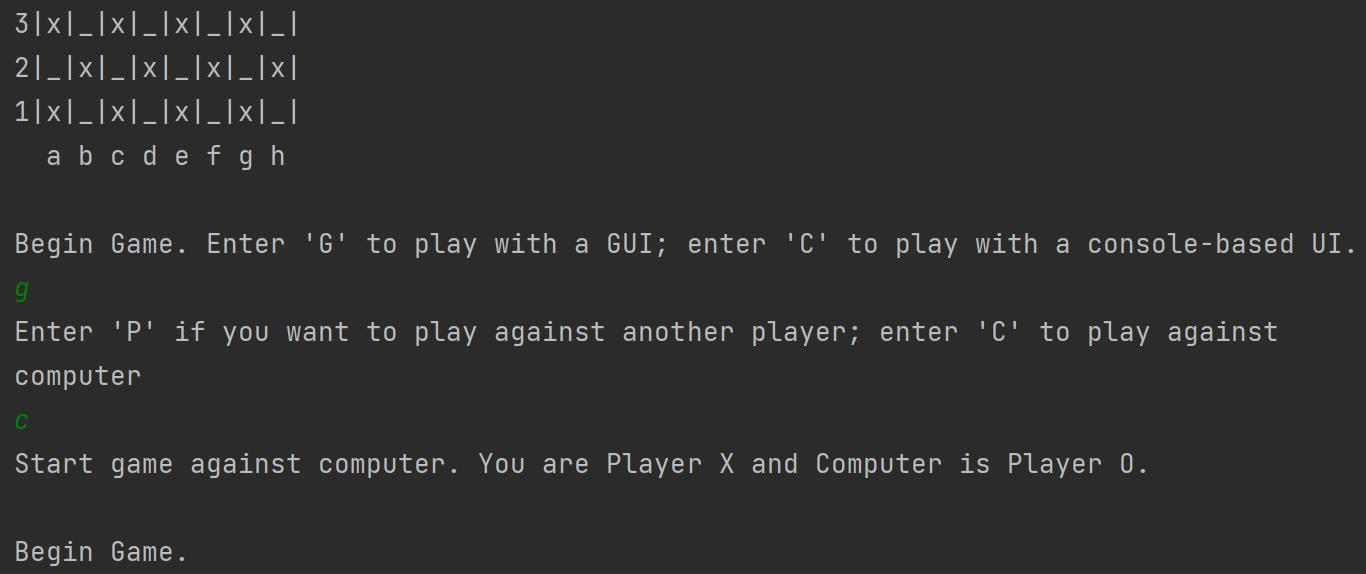 3|x|_|x|_|x|_|x|_|
2|_|x|_|x|_|x|_|x|
1|x|_|x|_|x|_|x|_|
  a b c d e f g h
Begin Game. Enter 'G' to play with a GUI; enter 'C' to play with a console-based UI.
g
Enter 'P' if you want to play against another player; enter 'C' to play against
computer
c
Start game against computer. You are Player X and Computer is Player O.
Begin Game.